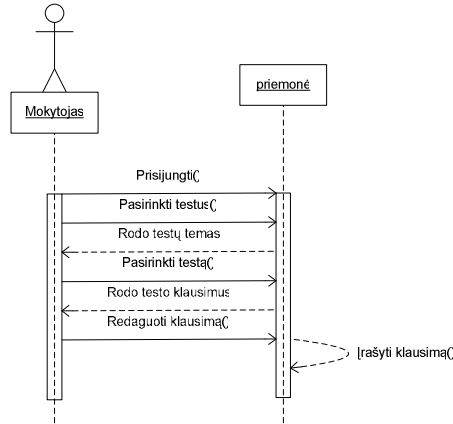 Mokytojas
priemonė
Prisijungti()
Pasirinkti testus()
Rodo testų temas
Pasirinkti testą()
Rodo testo klausimus
Redaguoti klausimą()
Įrašyti klausimą()